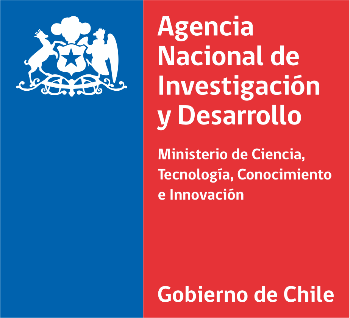 Agencia
Nacional de
Investigación
y Desarrollo
Ministerio de Ciencia,
Tecnología, Conocimiento
e Innovación
Gobierno de Chile